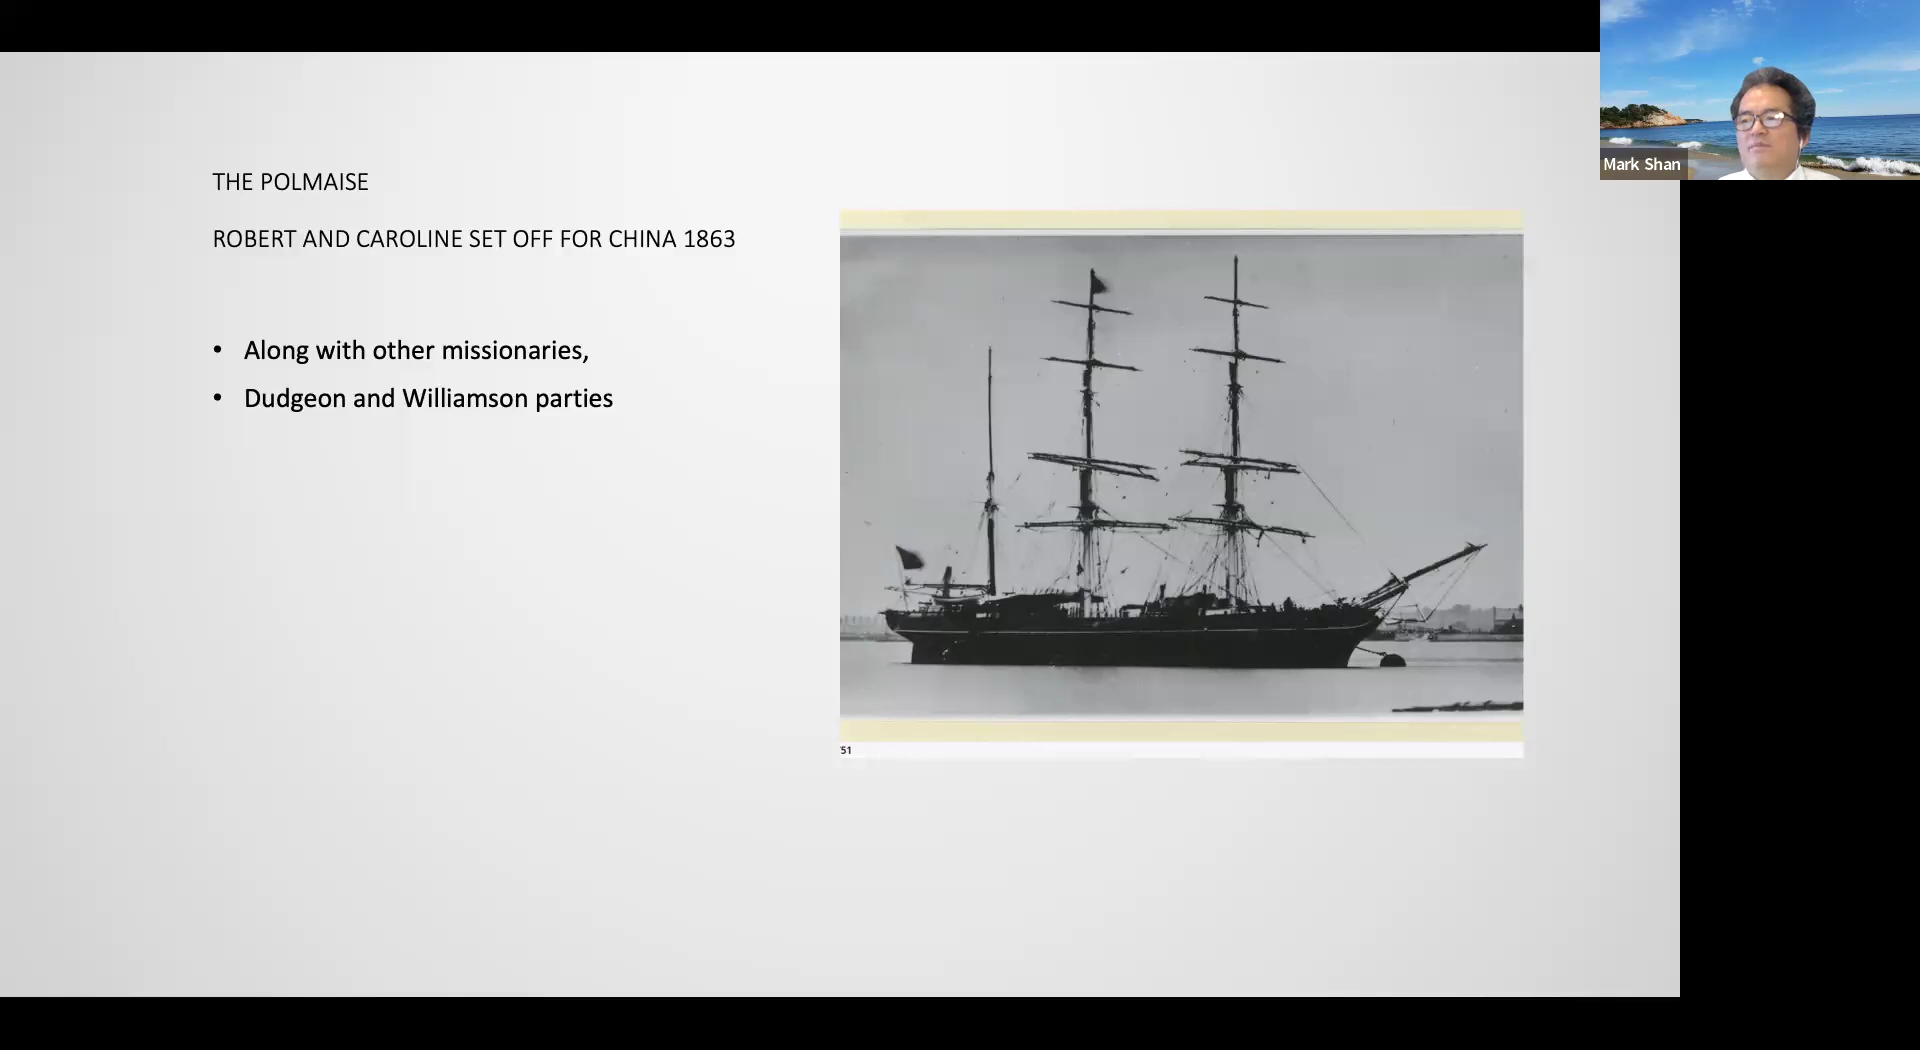 THE POLMAISE
ROBERT AND CAROLINE SET OFF FOR CHINA 1863
• Along with other missionaries,
• Dudgeon and Williamson parties
'51
Mark Shan